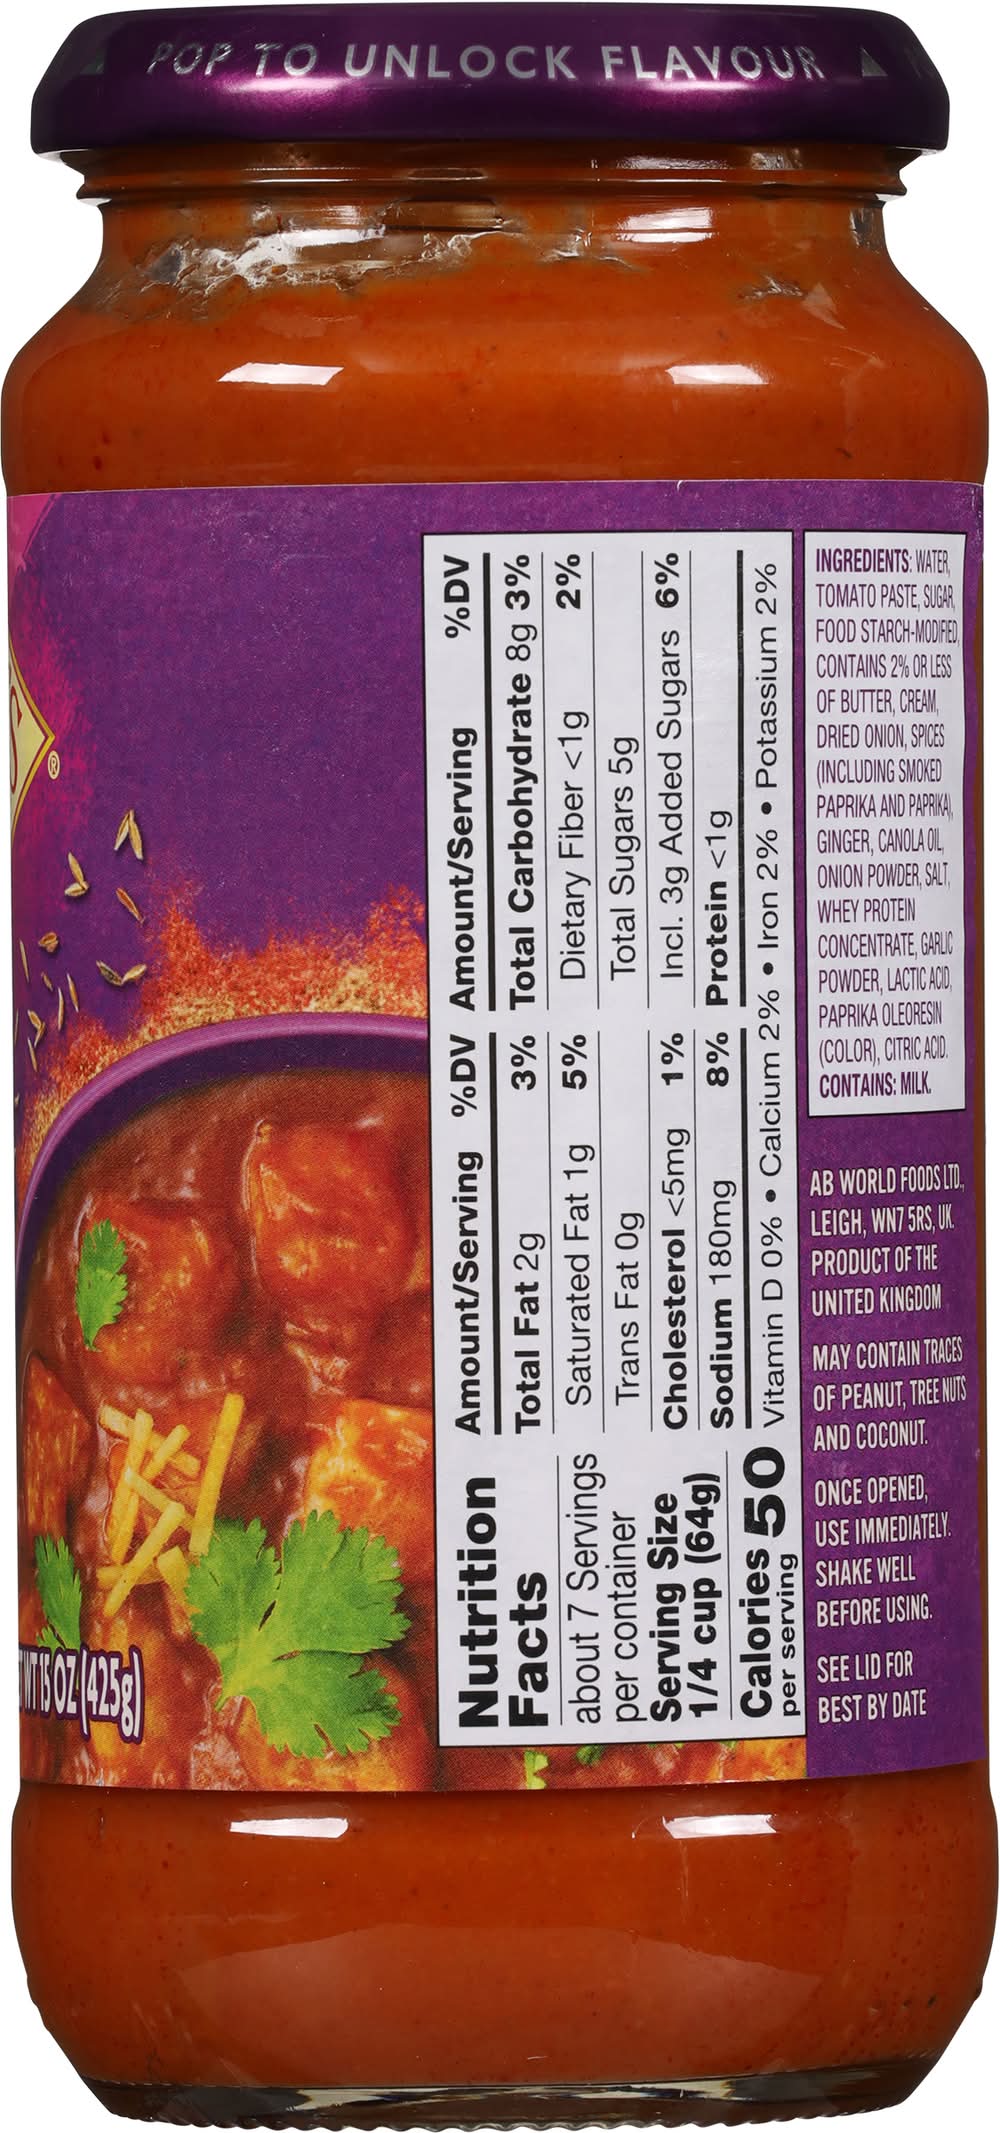 POP TO UNLOCK FLAVOUR
S®
WT 15 OZ (425g)
Nutrition
Facts
about 7 Servings
per container
Serving Size
1/4 cup (64g)
Calories 50
per serving
Amount/Serving %DV
Total Fat 2g 3%
Saturated Fat 1g 5%
Trans Fat 0g
Cholesterol <5mg 1%
Sodium 180mg 8%
Amount/Serving %DV
Total Carbohydrate 8g 3%
Dietary Fiber <1g 2%
Total Sugars 5g
Incl. 3g Added Sugars 6%
Protein <1g
Vitamin D 0% • Calcium 2% • Iron 2% • Potassium 2%
INGREDIENTS: WATER,
TOMATO PASTE, SUGAR,
FOOD STARCH-MODIFIED,
CONTAINS 2% OR LESS
OF BUTTER, CREAM,
DRIED ONION, SPICES
(INCLUDING SMOKED
PAPRIKA AND PAPRIKA),
GINGER, CANOLA OIL,
ONION POWDER, SALT,
WHEY PROTEIN
CONCENTRATE, GARLIC
POWDER, LACTIC ACID,
PAPRIKA OLEORESIN
(COLOR), CITRIC ACID.
CONTAINS: MILK.
AB WORLD FOODS LTD.,
LEIGH, WN7 5RS, UK.
PRODUCT OF THE
UNITED KINGDOM
MAY CONTAIN TRACES
OF PEANUT, TREE NUTS
AND COCONUT.
ONCE OPENED,
USE IMMEDIATELY.
SHAKE WELL
BEFORE USING.
SEE LID FOR
BEST BY DATE